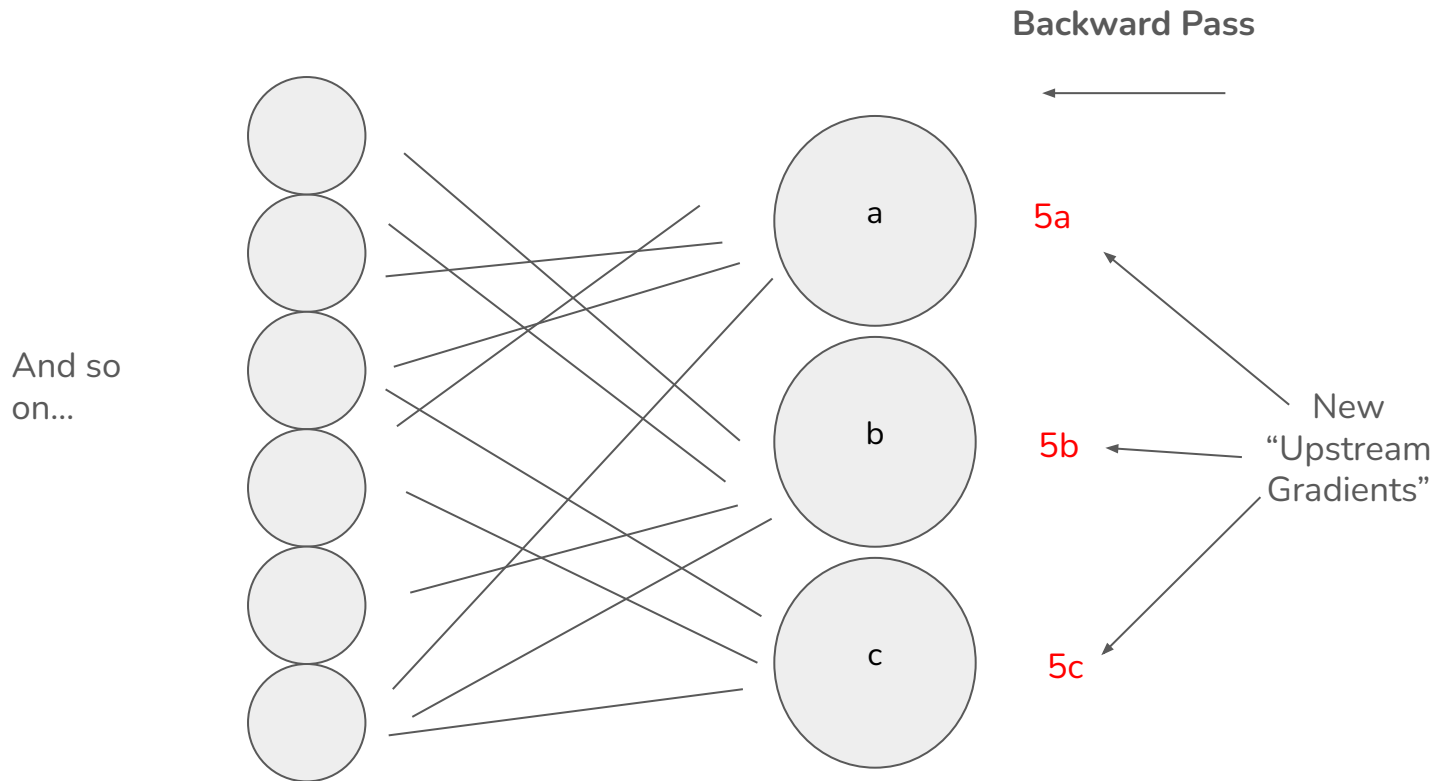 Backward Pass
a
5a
And so
on...
New
“Upstream
Gradients”
b
5b
c
5c